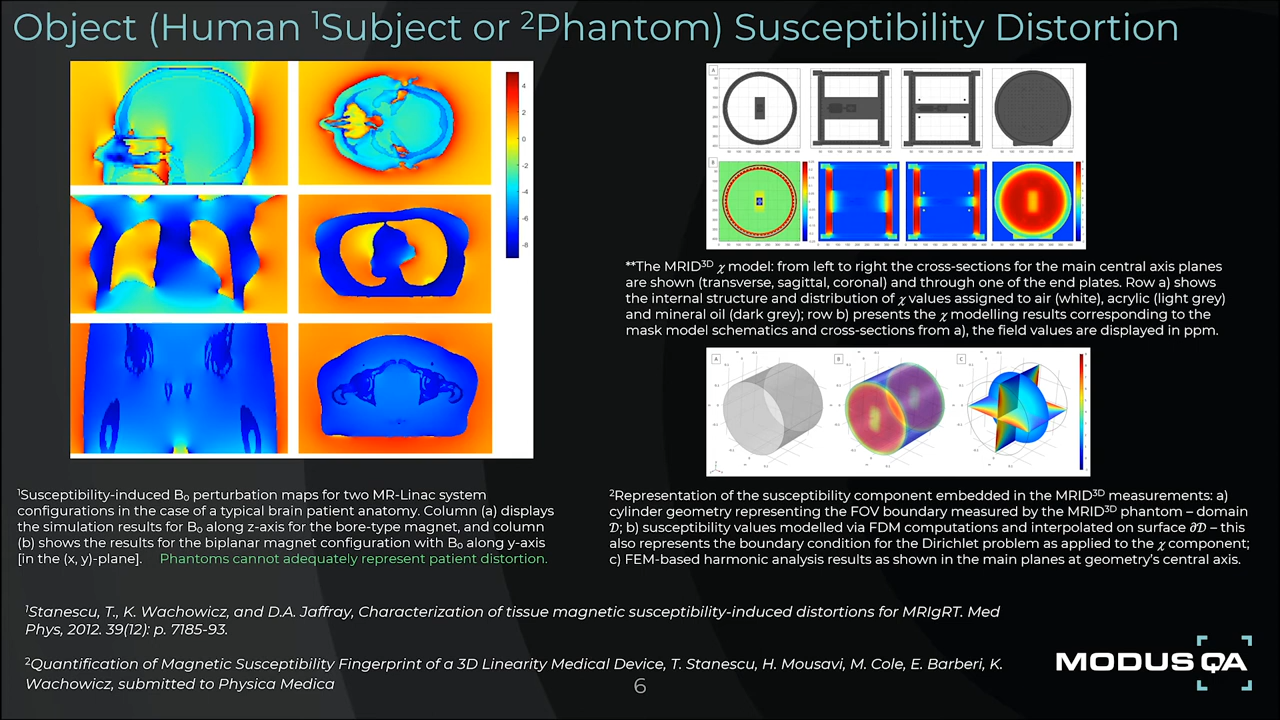 Object (Human ¹Subject or ²Phantom) Susceptibility Distortion
4
2
0
-2
-4
-6
-8
A
B
**The MRID³ᴰ χ model: from left to right the cross-sections for the main central axis planes
are shown (transverse, sagittal, coronal) and through one of the end plates. Row a) shows
the internal structure and distribution of χ values assigned to air (white), acrylic (light grey)
and mineral oil (dark grey); row b) presents the χ modelling results corresponding to the
mask model schematics and cross-sections from a), the field values are displayed in ppm.
A
B
C
¹Susceptibility-induced B₀ perturbation maps for two MR-Linac system
configurations in the case of a typical brain patient anatomy. Column (a) displays
the simulation results for B₀ along z-axis for the bore-type magnet, and column
(b) shows the results for the biplanar magnet configuration with B₀ along y-axis
[in the (x, y)-plane]. Phantoms cannot adequately represent patient distortion.
²Representation of the susceptibility component embedded in the MRID³ᴰ measurements: a)
cylinder geometry representing the FOV boundary measured by the MRID³ᴰ phantom – domain
𝒟; b) susceptibility values modelled via FDM computations and interpolated on surface ∂𝒟 – this
also represents the boundary condition for the Dirichlet problem as applied to the χ component;
c) FEM-based harmonic analysis results as shown in the main planes at geometry's central axis.
¹Stanescu, T., K. Wachowicz, and D.A. Jaffray, Characterization of tissue magnetic susceptibility-induced distortions for MRIgRT. Med
Phys, 2012. 39(12): p. 7185-93.
²Quantification of Magnetic Susceptibility Fingerprint of a 3D Linearity Medical Device, T. Stanescu, H. Mousavi, M. Cole, E. Barberi, K.
Wachowicz, submitted to Physica Medica
6
MODUS QA